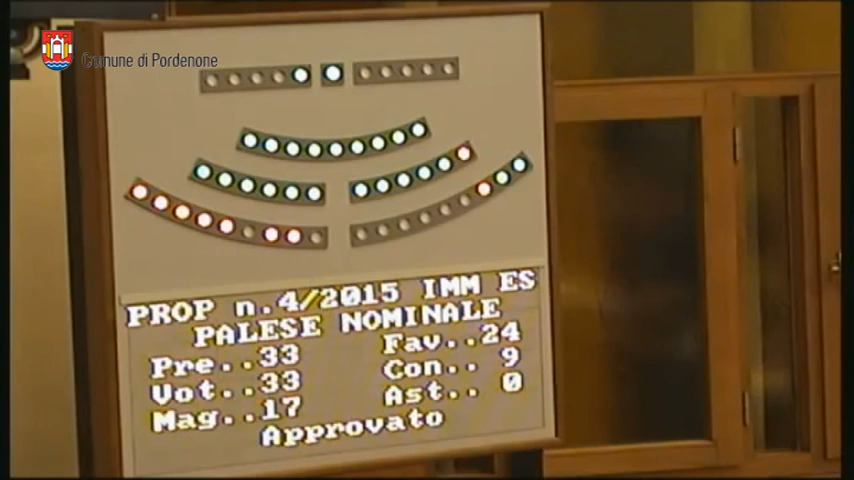 Comune di Pordenone
PROP n.4/2015 IMM ES
PALESE NOMINALE
Pre..33 Fav..24
Vot..33 Con.. 9
Mag..17 Ast.. 0
Approvato